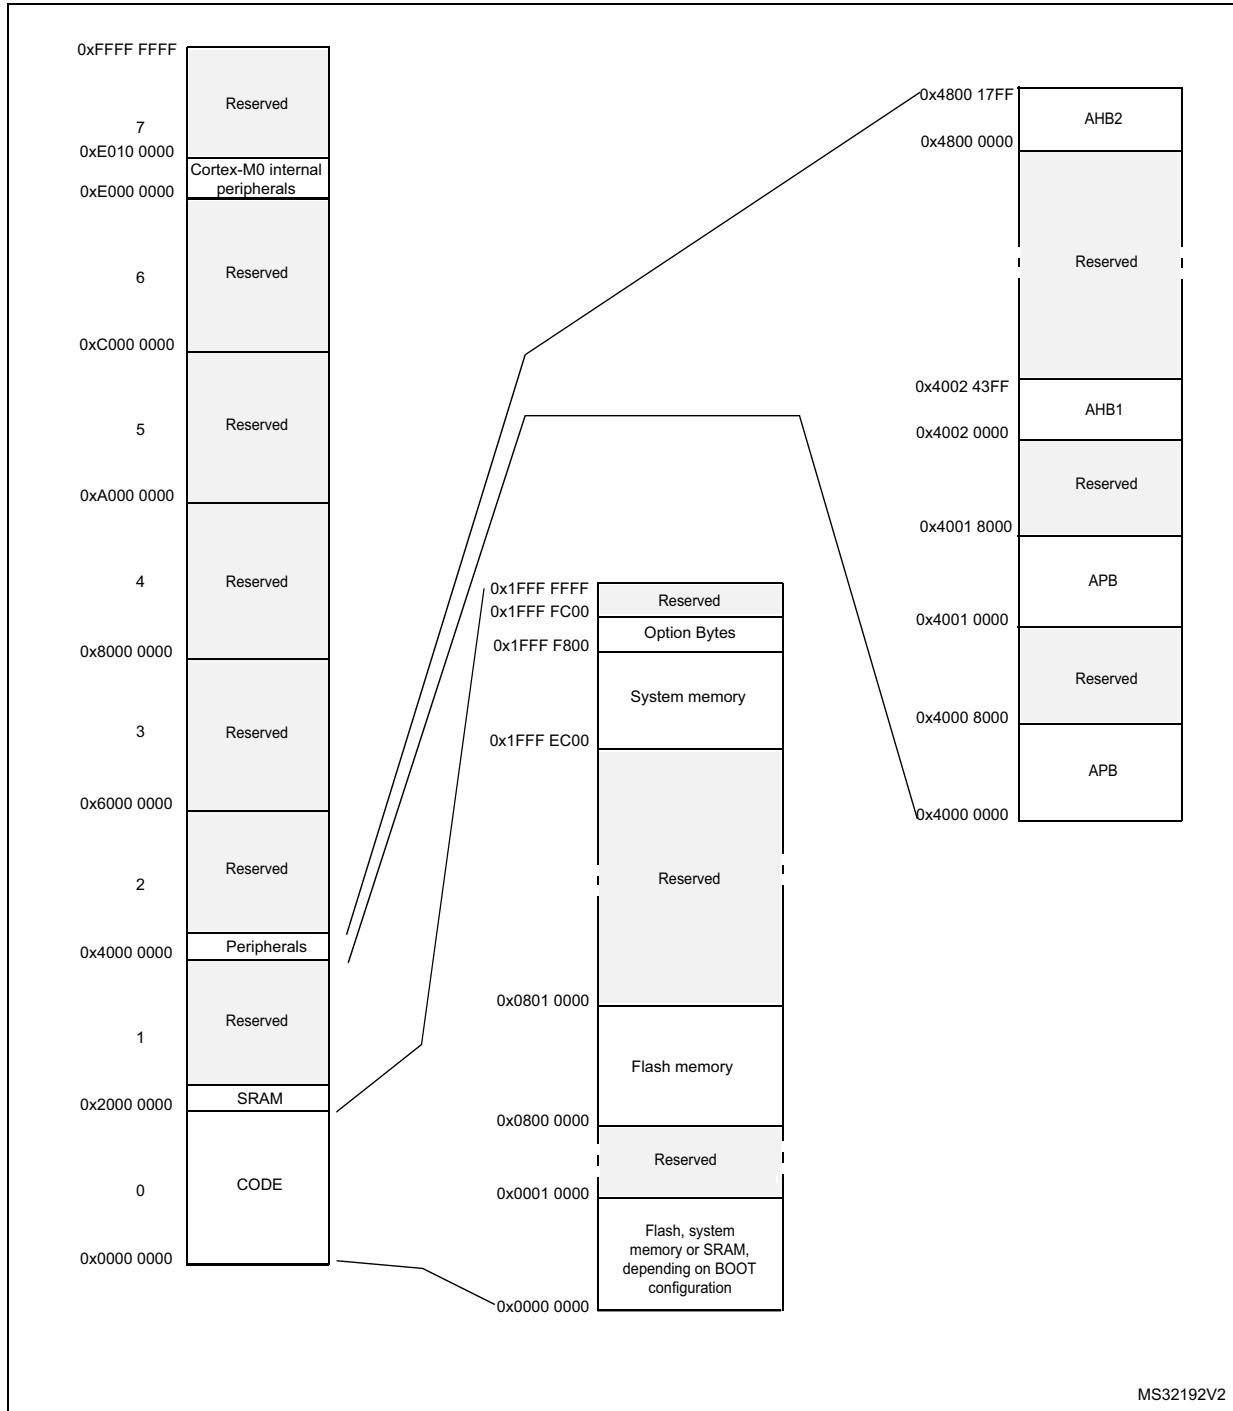 0xFFFF FFFF
Reserved
7
0xE010 0000
Cortex-M0 internal
peripherals
0xE000 0000
Reserved
6
0xC000 0000
Reserved
5
0xA000 0000
Reserved
4
0x8000 0000
Reserved
3
0x6000 0000
Reserved
2
Peripherals
0x4000 0000
Reserved
1
SRAM
0x2000 0000
CODE
0
0x0000 0000
0x1FFF FFFF
Reserved
0x1FFF FC00
Option Bytes
0x1FFF F800
System memory
0x1FFF EC00
Reserved
0x0801 0000
Flash memory
0x0800 0000
Reserved
0x0001 0000
Flash, system
memory or SRAM,
depending on BOOT
configuration
0x0000 0000
0x4800 17FF
AHB2
0x4800 0000
Reserved
0x4002 43FF
AHB1
0x4002 0000
Reserved
0x4001 8000
APB
0x4001 0000
Reserved
0x4000 8000
APB
0x4000 0000
MS32192V2